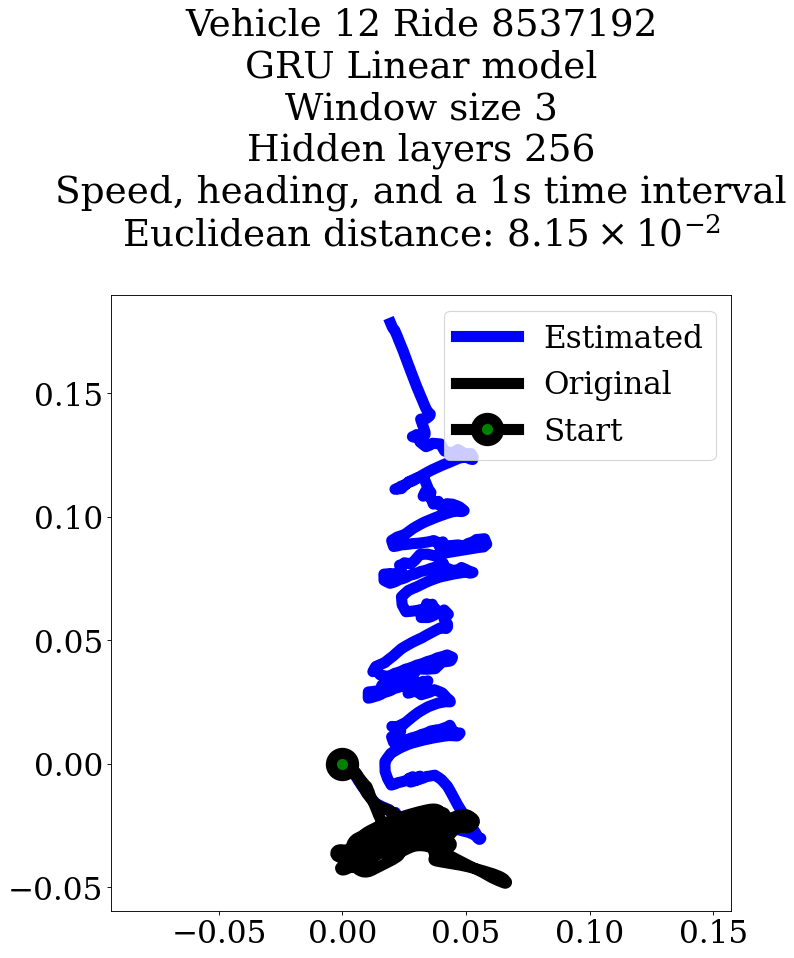 Vehicle 12 Ride 8537192
GRU Linear model
Window size 3
Hidden layers 256
Speed, heading, and a 1s time interval
Euclidean distance: 8.15 × 10⁻²
Estimated
Original
Start
0.15
0.10
0.05
0.00
−0.05
−0.05 0.00 0.05 0.10 0.15